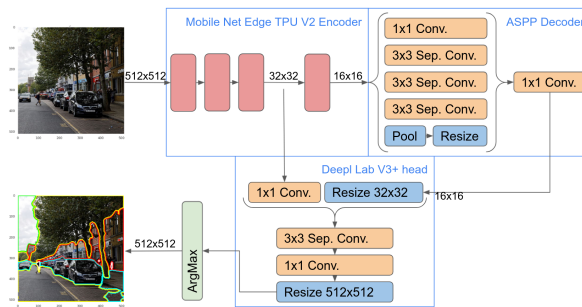 Mobile Net Edge TPU V2 Encoder
ASPP Decoder
512x512
32x32
16x16
1x1 Conv.
3x3 Sep. Conv.
3x3 Sep. Conv.
3x3 Sep. Conv.
Pool
Resize
1x1 Conv.
Deepl Lab V3+ head
1x1 Conv.
Resize 32x32
16x16
3x3 Sep. Conv.
1x1 Conv.
Resize 512x512
ArgMax
512x512